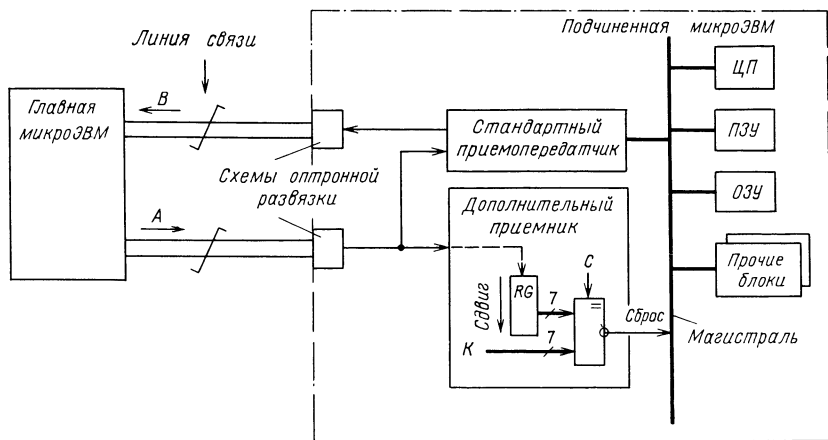 Линия связи
Подчиненная микроЭВМ
Главная
микроЭВМ
В
А
Схемы оптронной
развязки
Стандартный
приемопередатчик
ЦП
ПЗУ
ОЗУ
Прочие
блоки
Дополнительный
приемник
Сдвиг
RG
7
С
=
К
7
Сброс
Магистраль